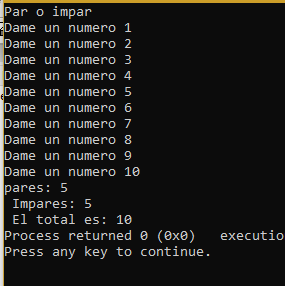 Par o impar
Dame un numero 1
Dame un numero 2
Dame un numero 3
Dame un numero 4
Dame un numero 5
Dame un numero 6
Dame un numero 7
Dame un numero 8
Dame un numero 9
Dame un numero 10
pares: 5
 Impares: 5
 El total es: 10
Process returned 0 (0x0)   executio
Press any key to continue.